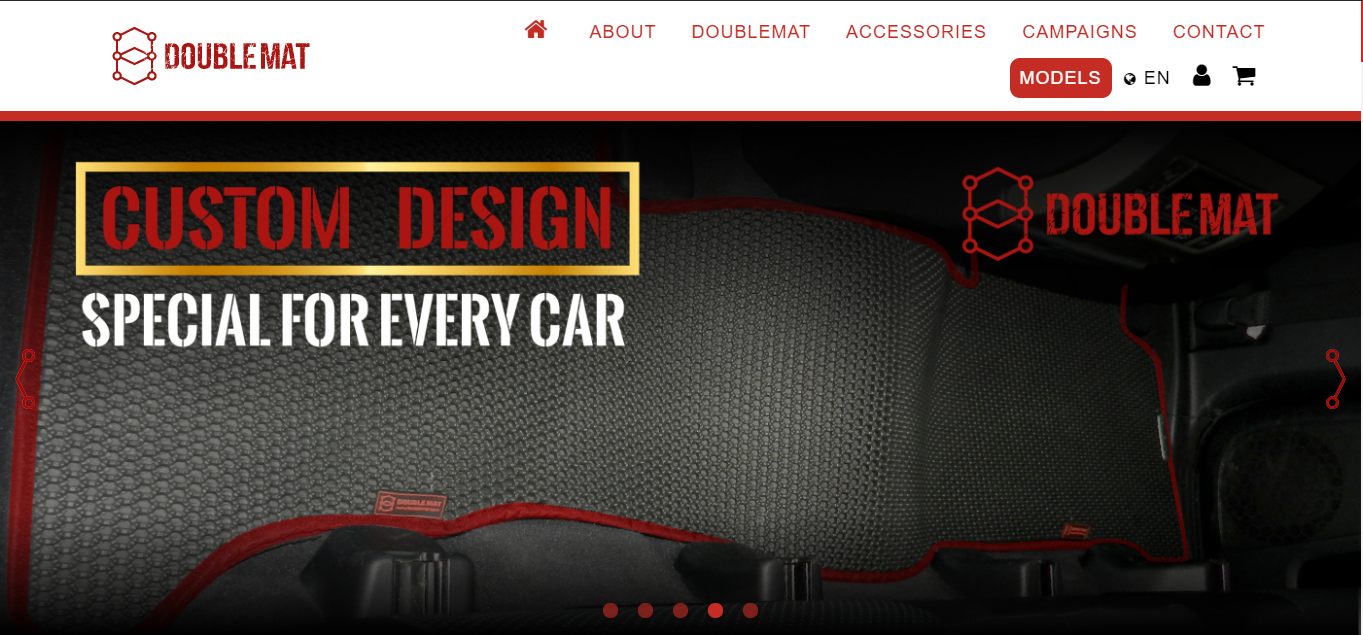 DOUBLE MAT
ABOUT DOUBLEMAT ACCESSORIES CAMPAIGNS CONTACT
MODELS EN
CUSTOM DESIGN
DOUBLE MAT
SPECIAL FOR EVERY CAR
DOUBLE MAT